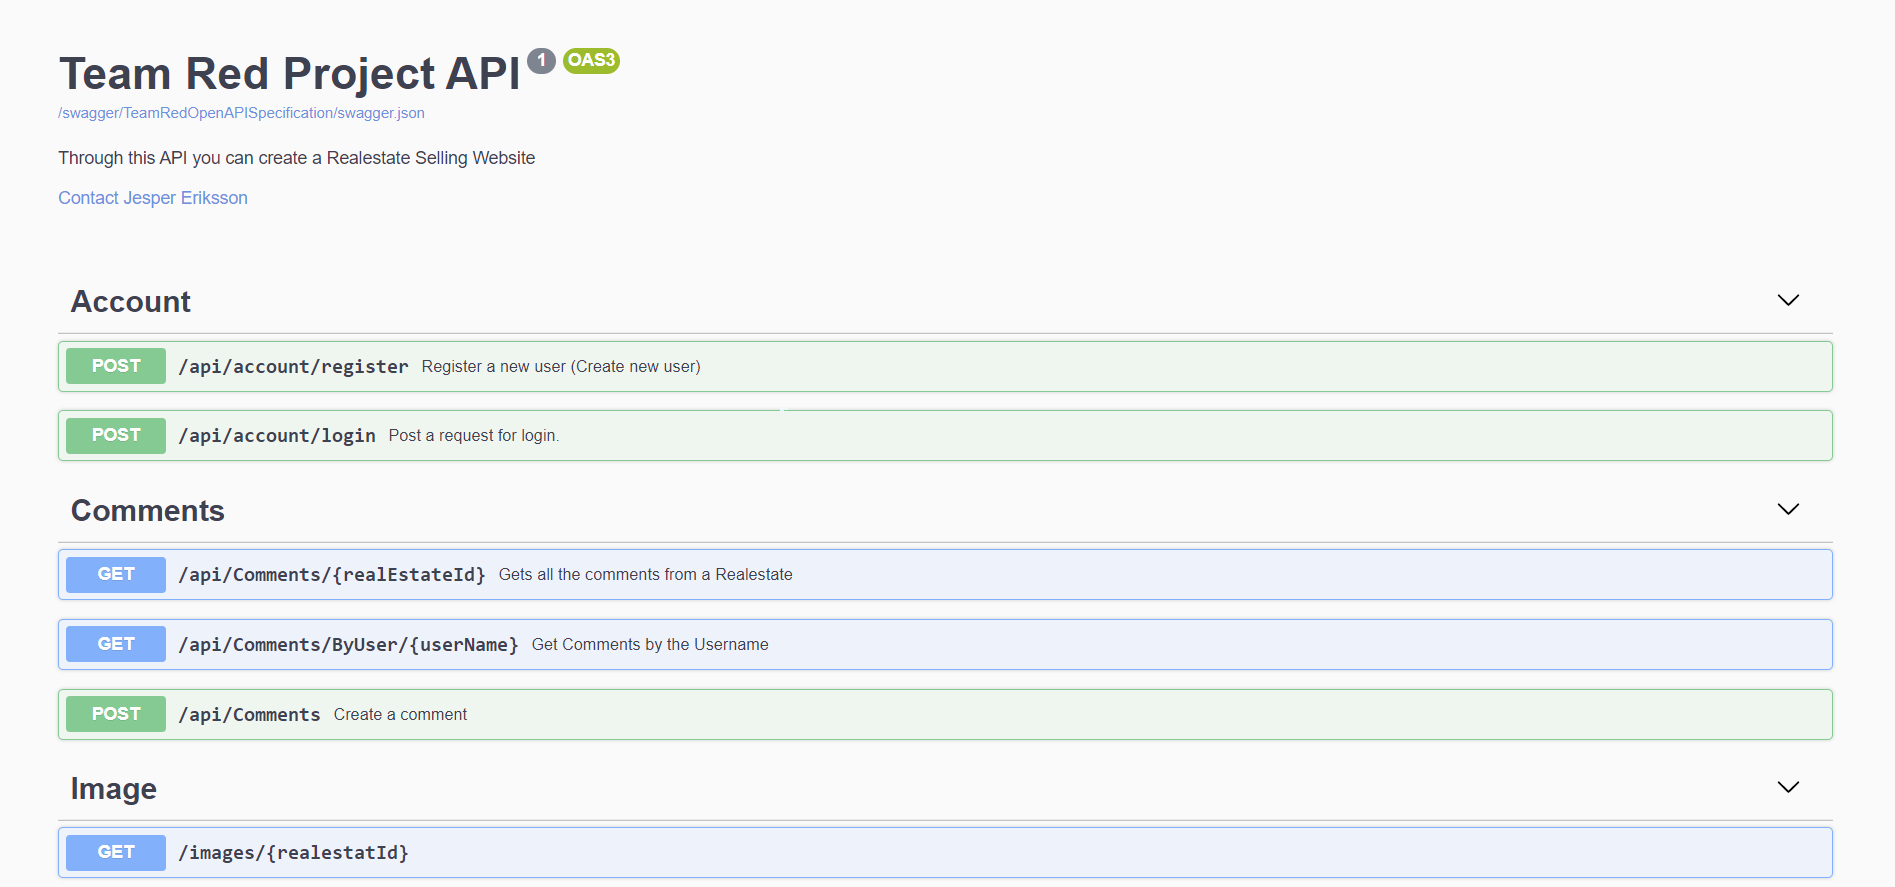 Team Red Project API 1 OAS3
/swagger/TeamRedOpenAPISpecification/swagger.json
Through this API you can create a Realestate Selling Website
Contact Jesper Eriksson
Account
POST /api/account/register Register a new user (Create new user)
POST /api/account/login Post a request for login.
Comments
GET /api/Comments/{realEstateId} Gets all the comments from a Realestate
GET /api/Comments/ByUser/{userName} Get Comments by the Username
POST /api/Comments Create a comment
Image
GET /images/{realestatId}